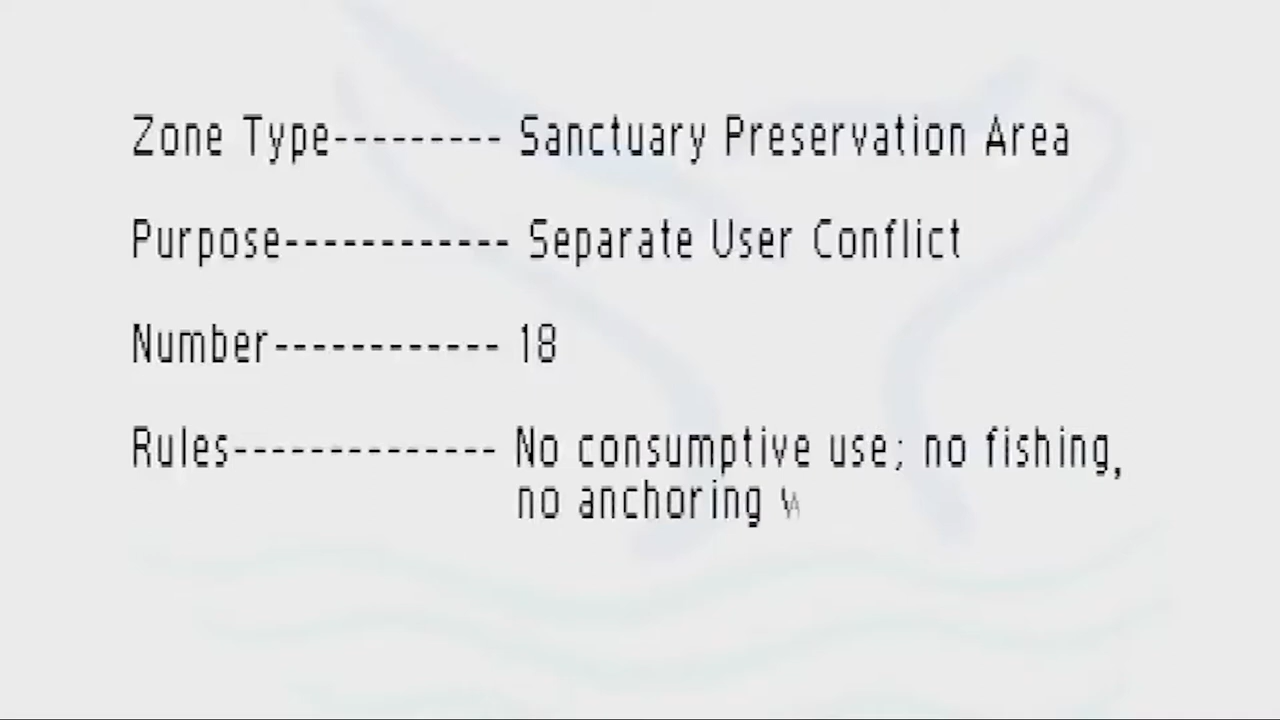 Zone Type--------- Sanctuary Preservation Area
Purpose------------ Separate User Conflict
Number------------ 18
Rules-------------- No consumptive use; no fishing,
no anchoring